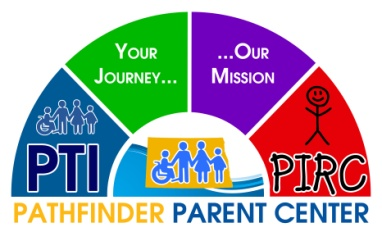 Your
Journey...
...Our
Mission
PTI
PIRC
PATHFINDER PARENT CENTER